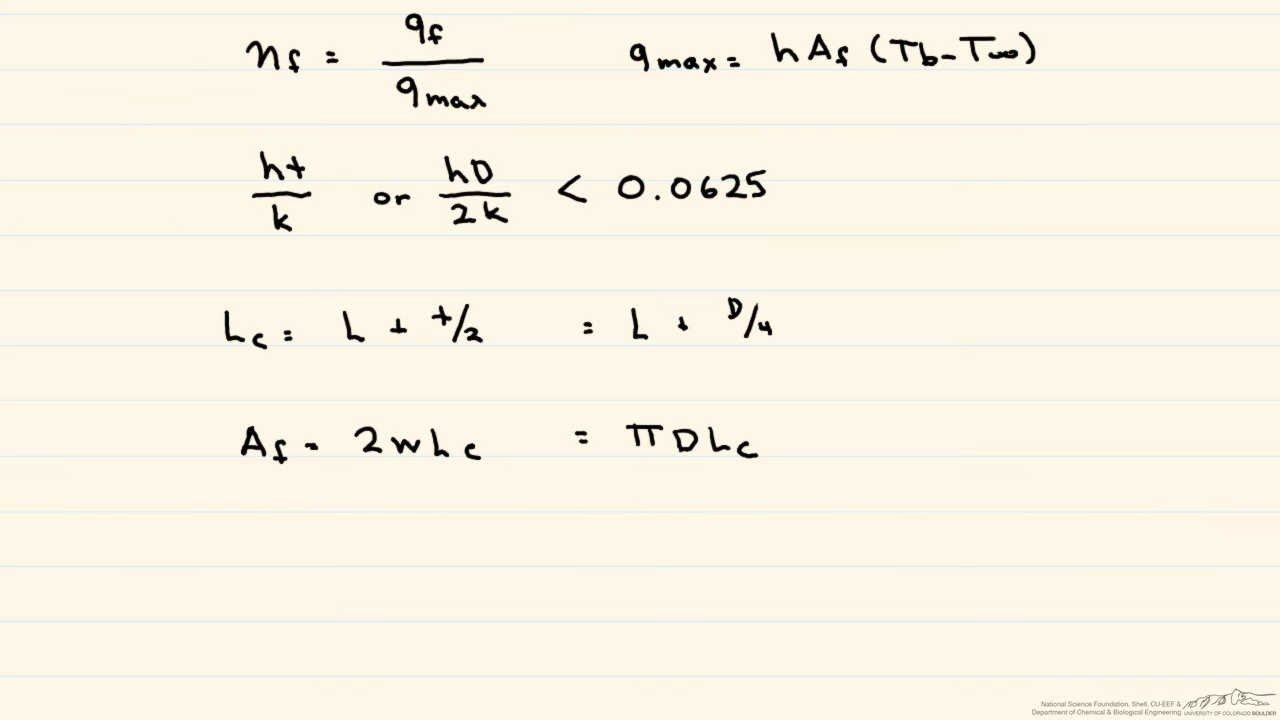 ηf = qf / qmax    qmax = hAf (Tb-T∞)
ht/k or hD/2k < 0.0625
Lc = L + t/2 = L + D/4
Af = 2wLc = πDLc
National Science Foundation, Shell, CU-EEF &
Department of Chemical & Biological Engineering UNIVERSITY OF COLORADO BOULDER